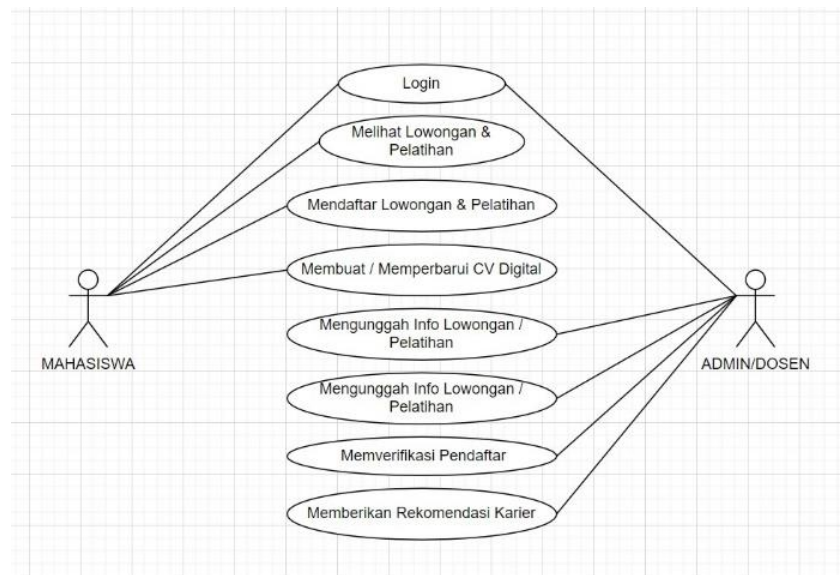 Login
Melihat Lowongan &
Pelatihan
Mendaftar Lowongan & Pelatihan
Membuat / Memperbarui CV Digital
Mengunggah Info Lowongan /
Pelatihan
MAHASISWA
ADMIN/DOSEN
Mengunggah Info Lowongan /
Pelatihan
Memverifikasi Pendaftar
Memberikan Rekomendasi Karier